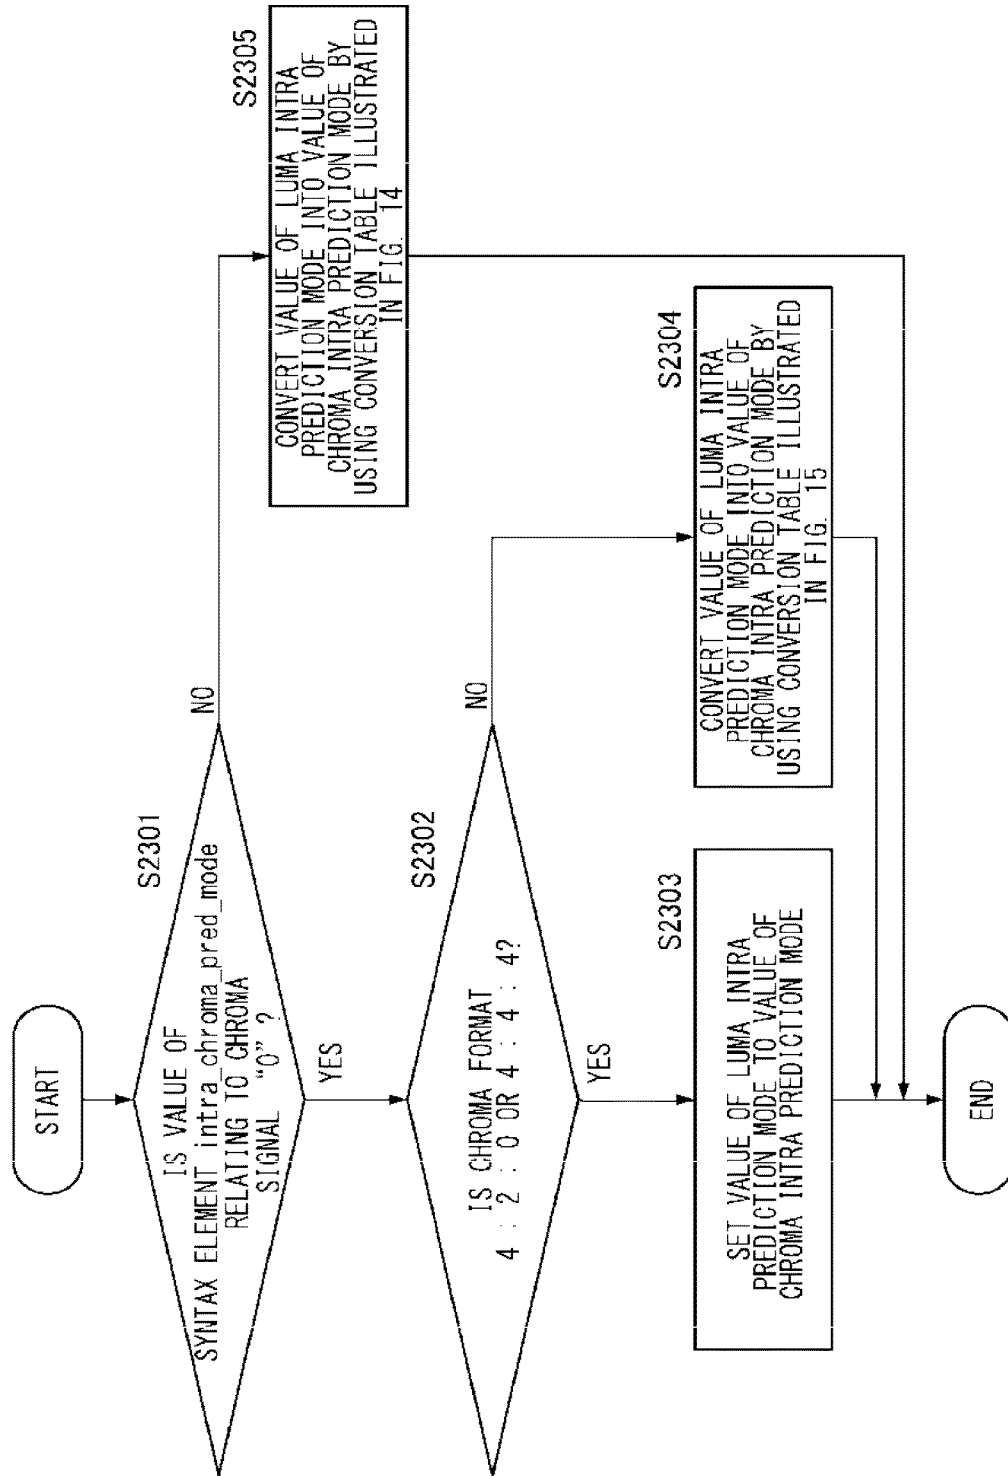 START
S2301
IS VALUE OF
SYNTAX ELEMENT intra_chroma_pred_mode
RELATING TO CHROMA
SIGNAL "0" ?
NO
YES
S2302
IS CHROMA FORMAT
4 : 2 : 0 OR 4 : 4 : 4?
NO
YES
S2303
SET VALUE OF LUMA INTRA
PREDICTION MODE TO VALUE OF
CHROMA INTRA PREDICTION MODE
S2304
CONVERT VALUE OF LUMA INTRA
PREDICTION MODE INTO VALUE OF
CHROMA INTRA PREDICTION MODE BY
USING CONVERSION TABLE ILLUSTRATED
IN FIG. 15
S2305
CONVERT VALUE OF LUMA INTRA
PREDICTION MODE INTO VALUE OF
CHROMA INTRA PREDICTION MODE BY
USING CONVERSION TABLE ILLUSTRATED
IN FIG. 14
END